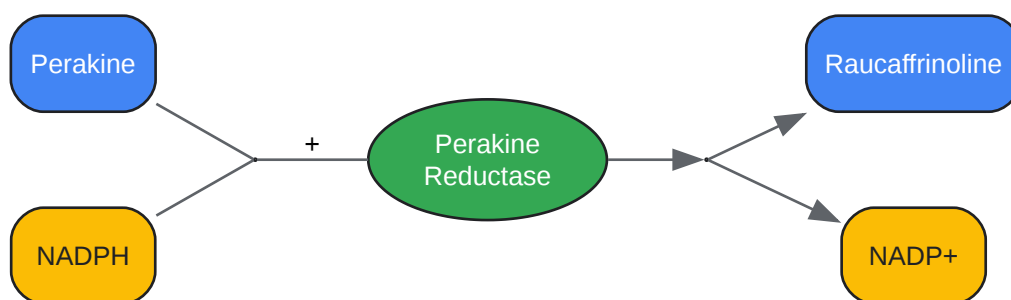 Perakine
Raucaffrinoline
+
Perakine
Reductase
NADPH
NADP+